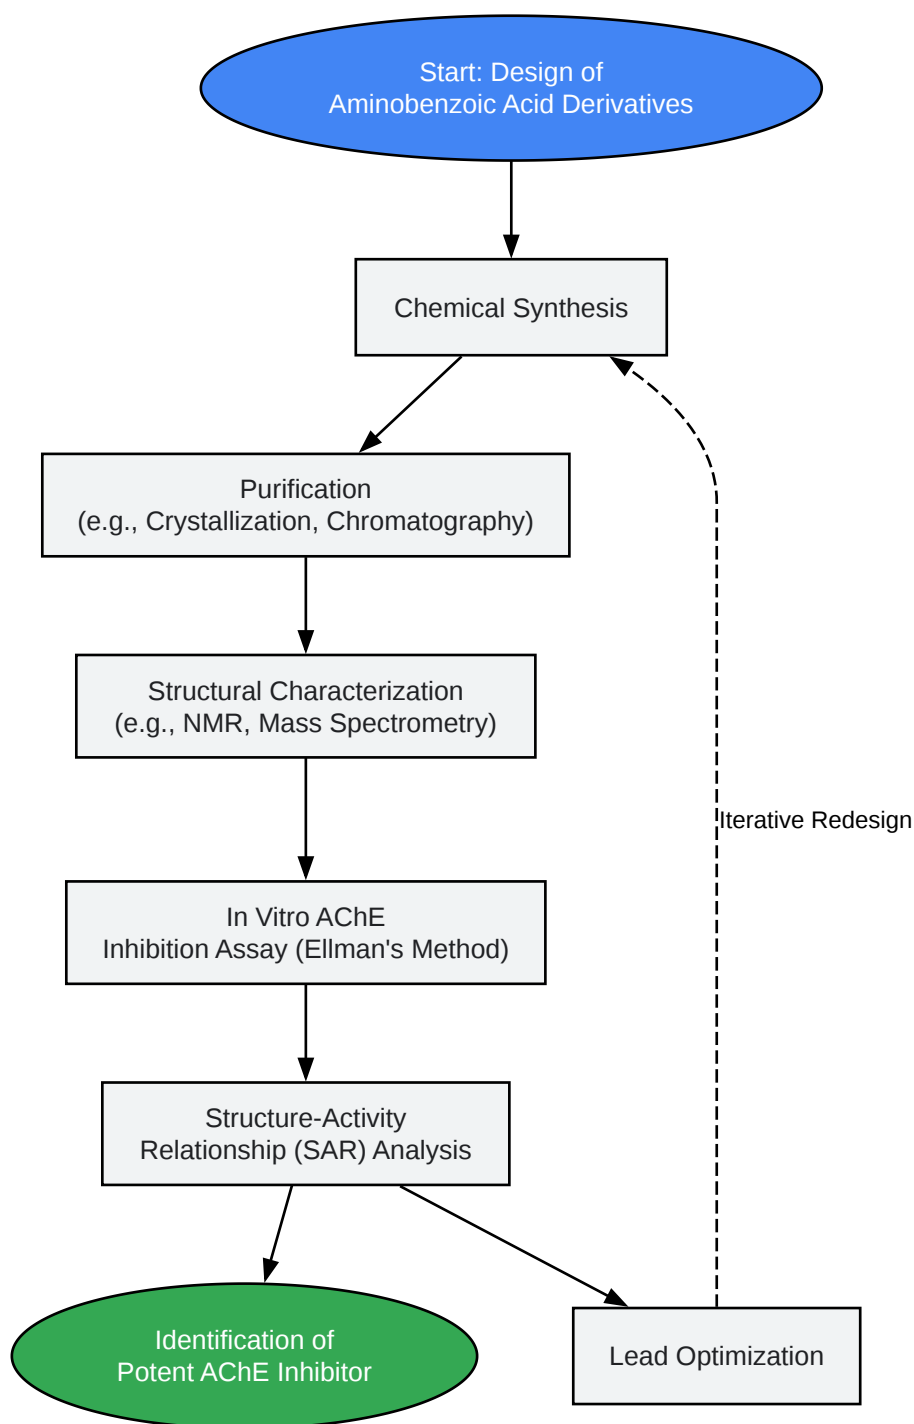 Start: Design of
Aminobenzoic Acid Derivatives
Chemical Synthesis
Purification
(e.g., Crystallization, Chromatography)
Structural Characterization
(e.g., NMR, Mass Spectrometry)
Iterative Redesign
In Vitro AChE
Inhibition Assay (Ellman's Method)
Structure-Activity
Relationship (SAR) Analysis
Identification of
Potent AChE Inhibitor
Lead Optimization